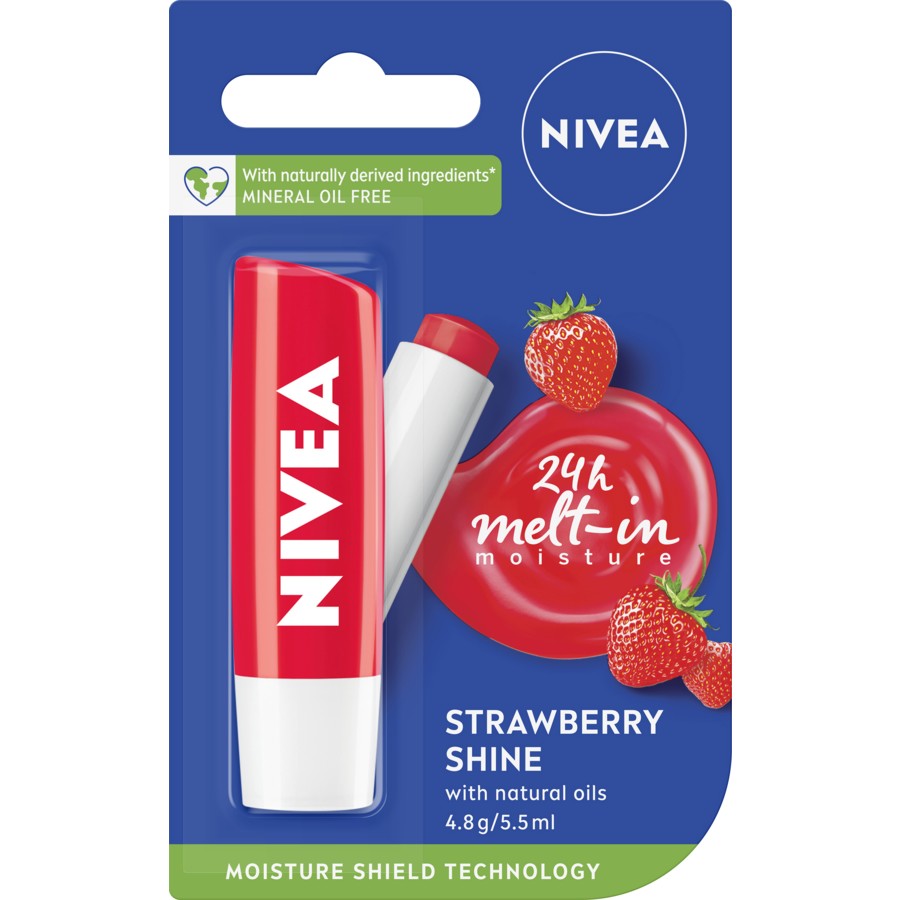 NIVEA
With naturally derived ingredients*
MINERAL OIL FREE
NIVEA
24h
melt-in
moisture
STRAWBERRY
SHINE
with natural oils
4.8g/5.5ml
MOISTURE SHIELD TECHNOLOGY